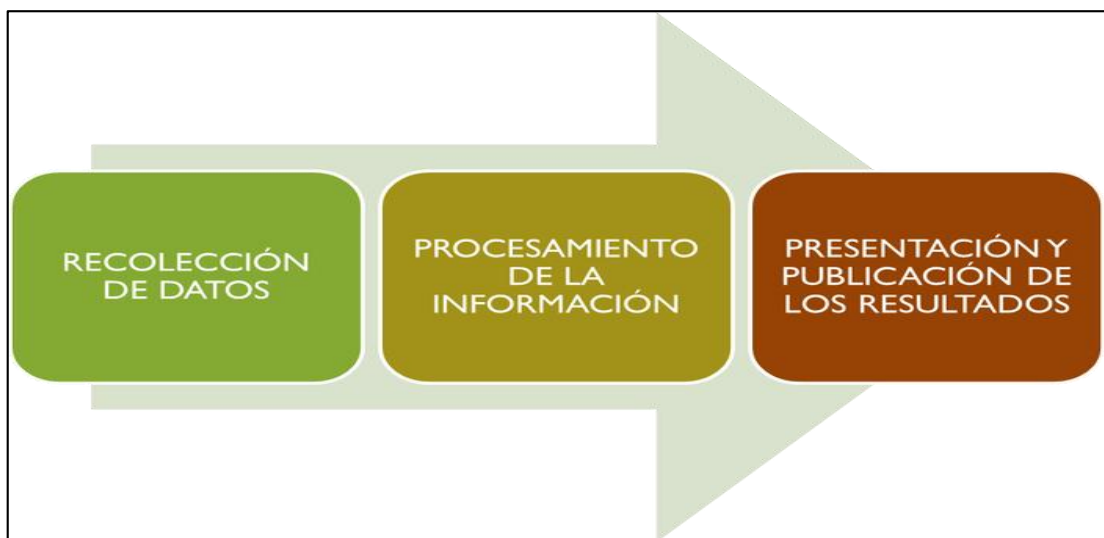 RECOLECCIÓN
DE DATOS
PROCESAMIENTO
DE LA
INFORMACIÓN
PRESENTACIÓN Y
PUBLICACIÓN DE
LOS RESULTADOS